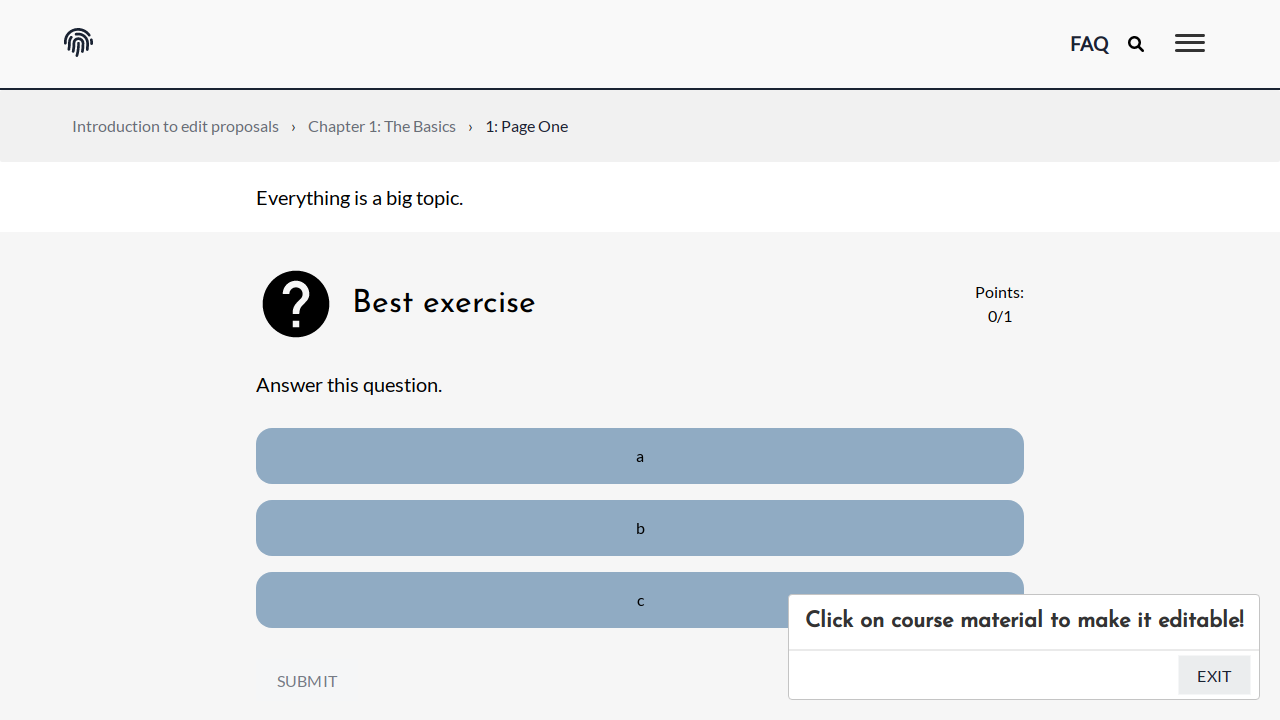 FAQ
Introduction to edit proposals › Chapter 1: The Basics › 1: Page One
Everything is a big topic.
Best exercise
Points:
0/1
Answer this question.
a
b
c
Click on course material to make it editable!
EXIT
SUBMIT